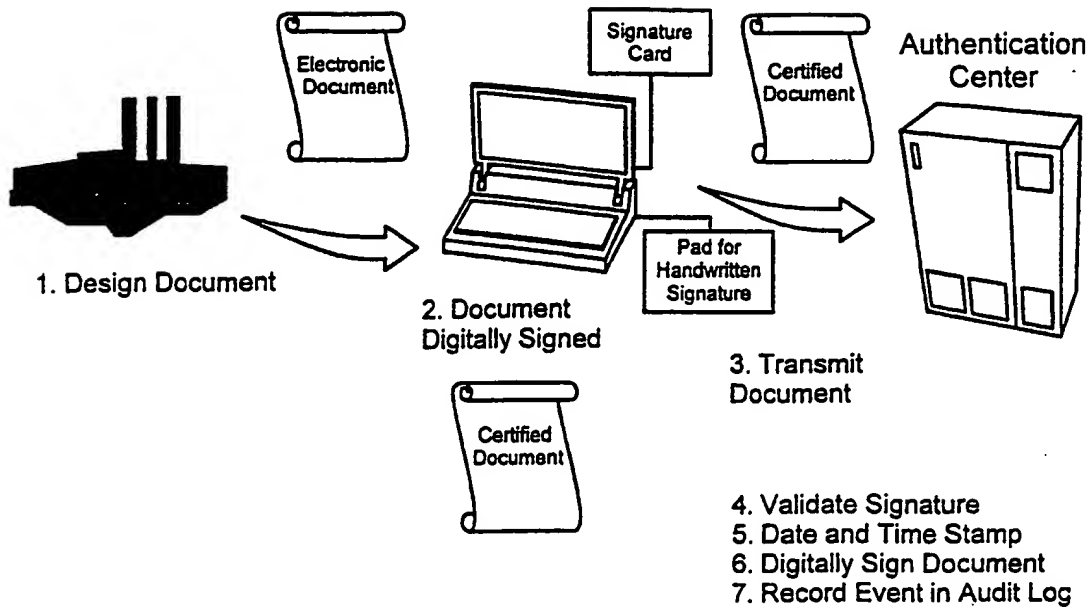 Electronic
Document
1. Design Document
Signature
Card
2. Document
Digitally Signed
Pad for
Handwritten
Signature
Certified
Document
Certified
Document
Authentication
Center
3. Transmit
Document
4. Validate Signature
5. Date and Time Stamp
6. Digitally Sign Document
7. Record Event in Audit Log